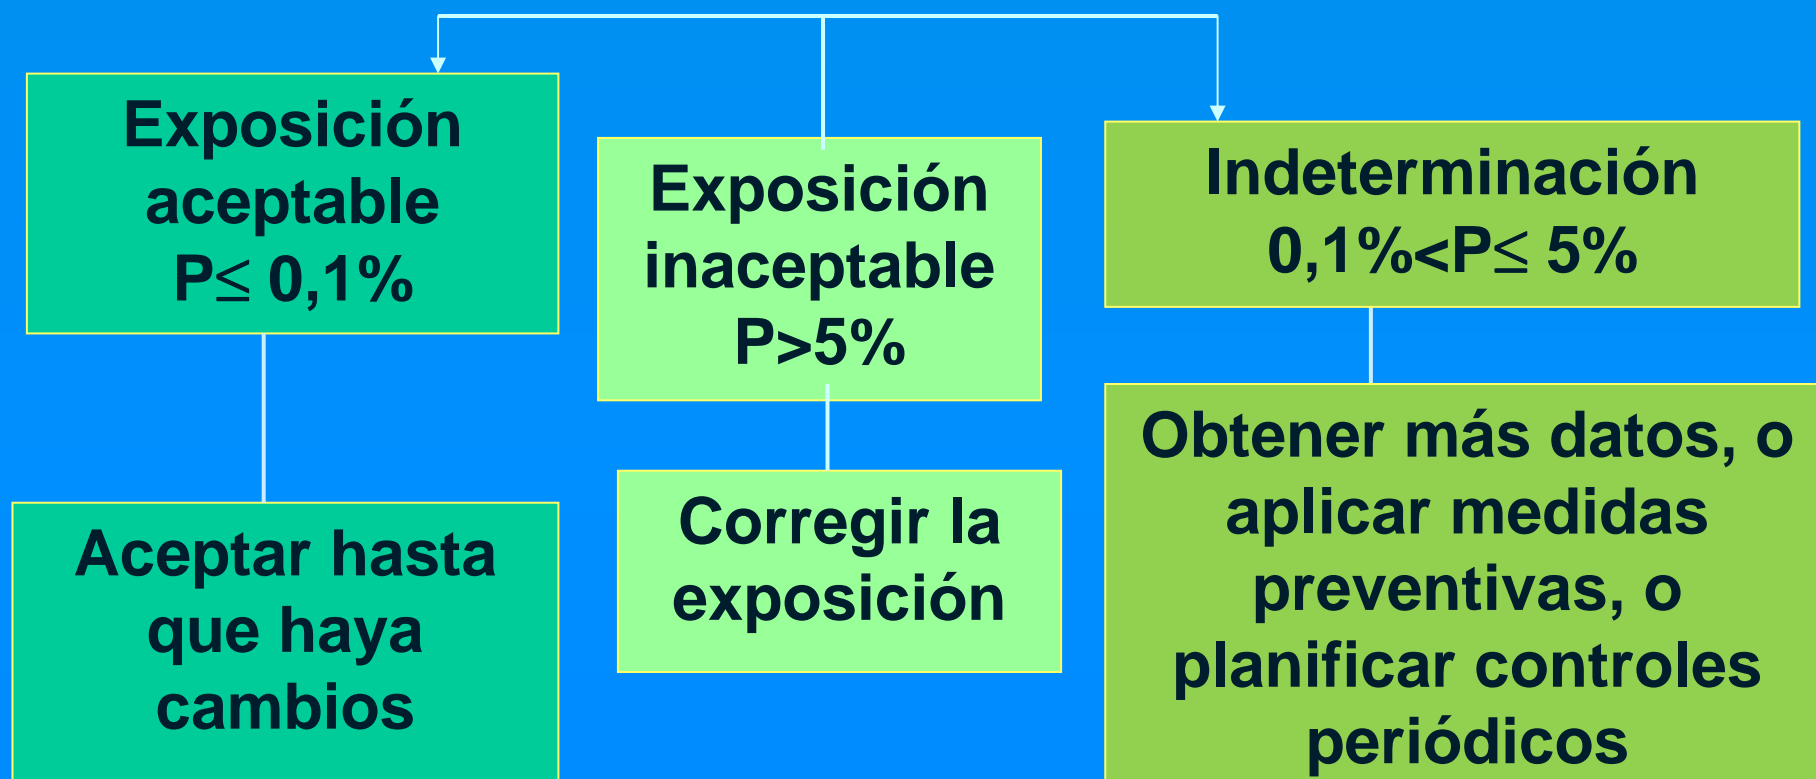 Exposición
aceptable
P≤ 0,1%
Exposición
inaceptable
P>5%
Indeterminación
0,1%<P≤ 5%
Aceptar hasta
que haya
cambios
Corregir la
exposición
Obtener más datos, o
aplicar medidas
preventivas, o
planificar controles
periódicos